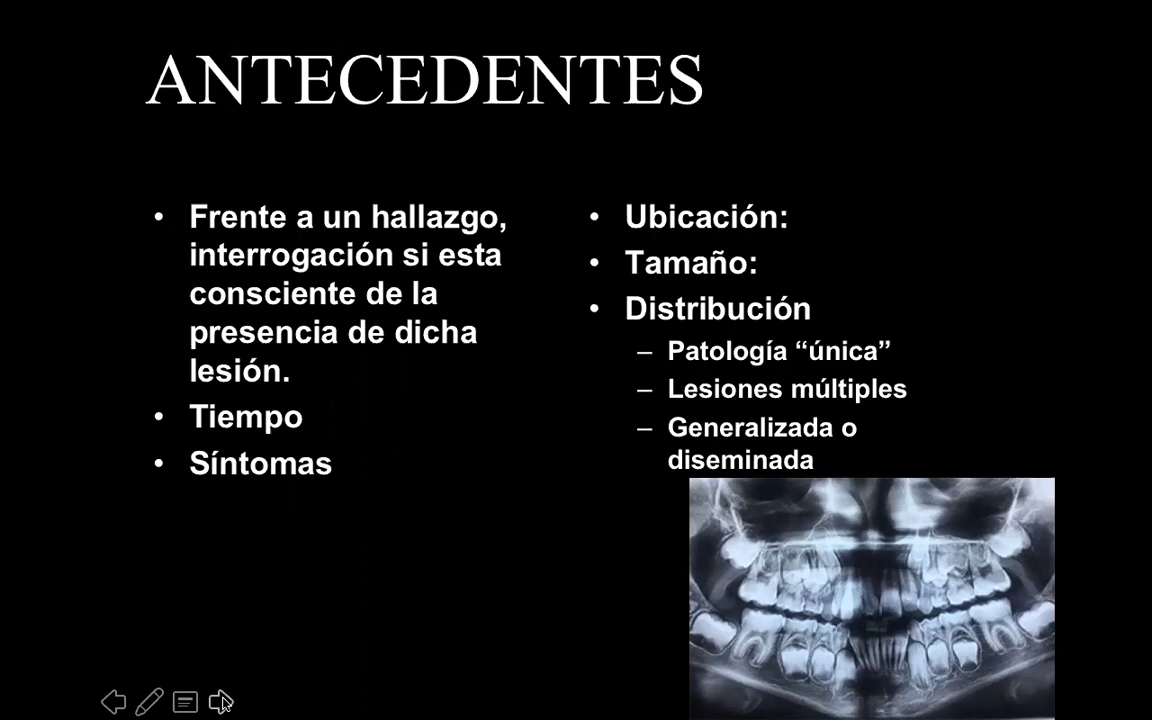 ANTECEDENTES
• Frente a un hallazgo,
interrogación si esta
consciente de la
presencia de dicha
lesión.
• Tiempo
• Síntomas
• Ubicación:
• Tamaño:
• Distribución
– Patología “única”
– Lesiones múltiples
– Generalizada o
diseminada